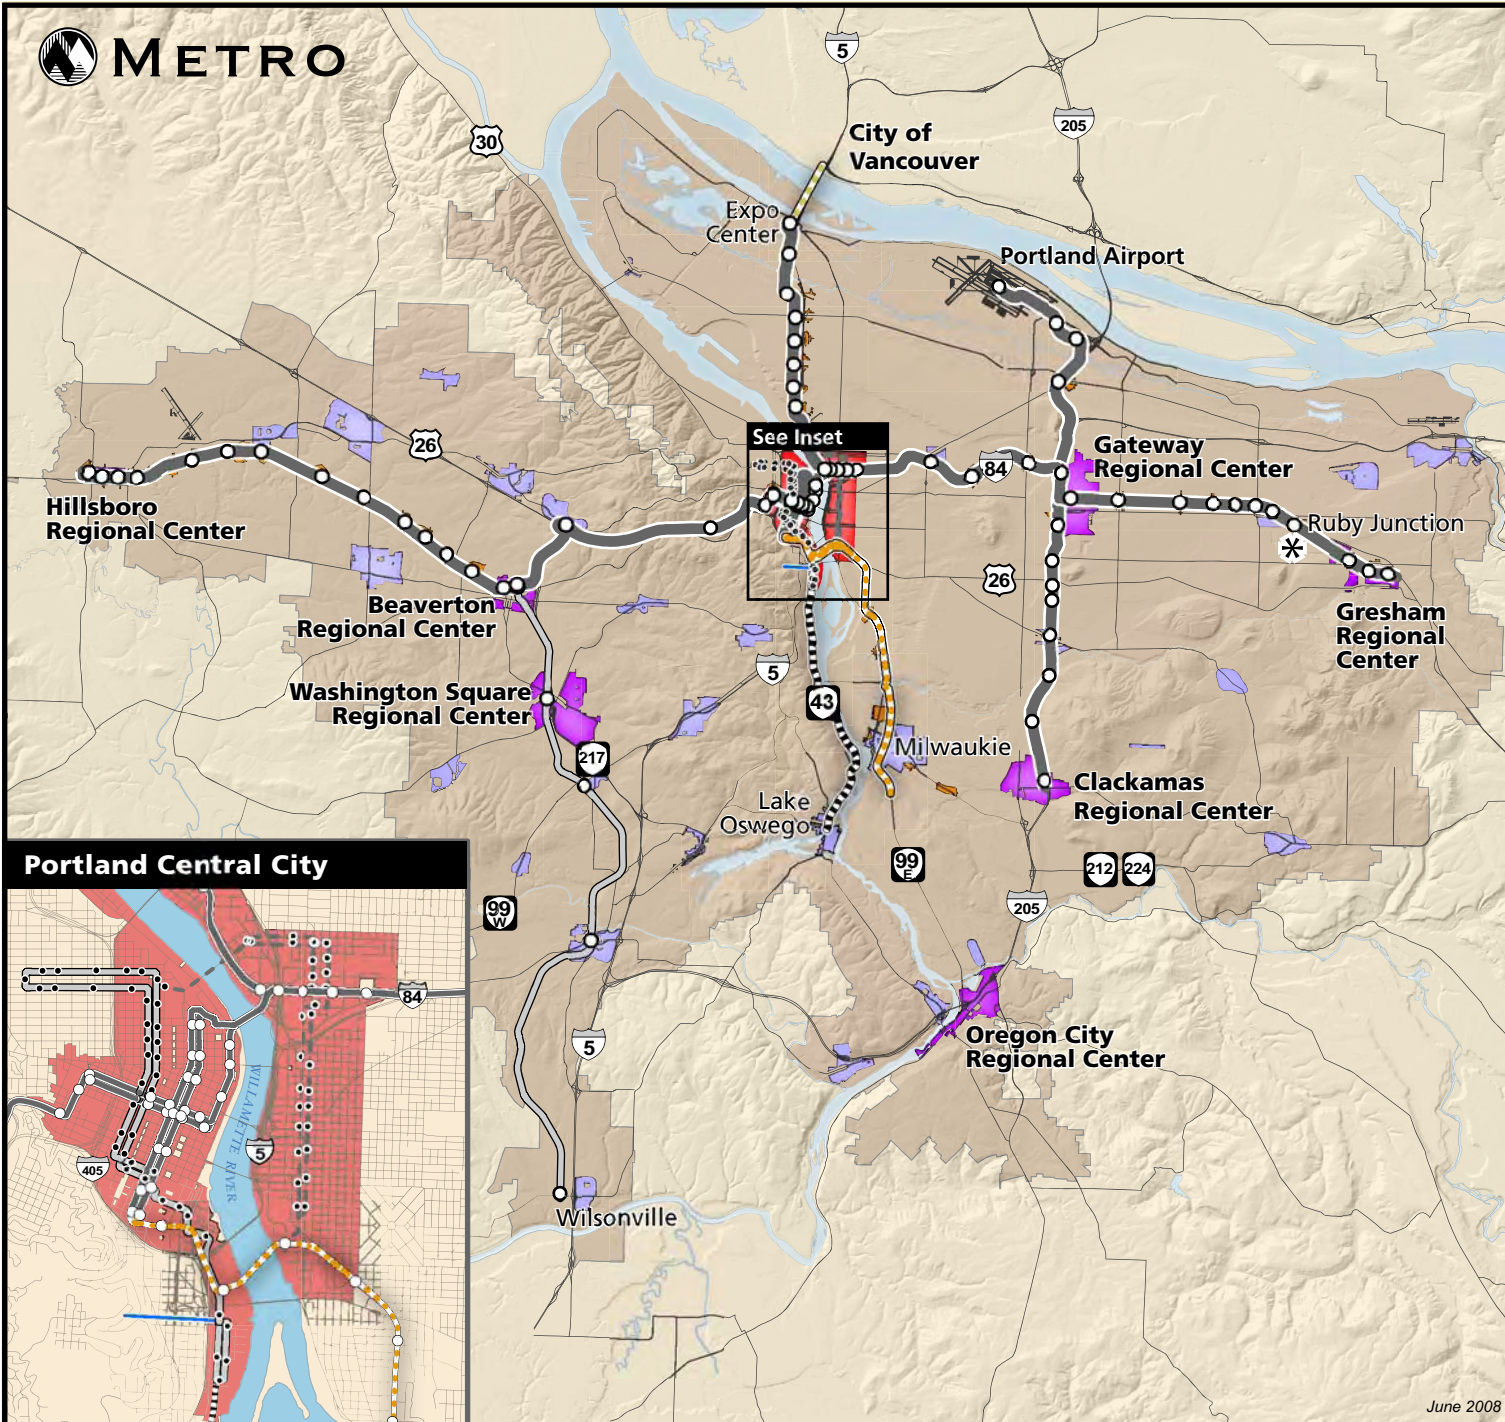 METRO
5
205
30
City of
Vancouver
Expo
Center
Portland Airport
26
See Inset
84
Gateway
Regional Center
Hillsboro
Regional Center
Ruby Junction
*
26
Beaverton
Regional Center
Gresham
Regional
Center
5
Washington Square
Regional Center
43
217
Milwaukie
Clackamas
Regional Center
Lake
Oswego
Portland Central City
99
E
212
224
99
W
205
84
5
Oregon City
Regional Center
WILLAMETTE RIVER
5
405
Wilsonville
June 2008